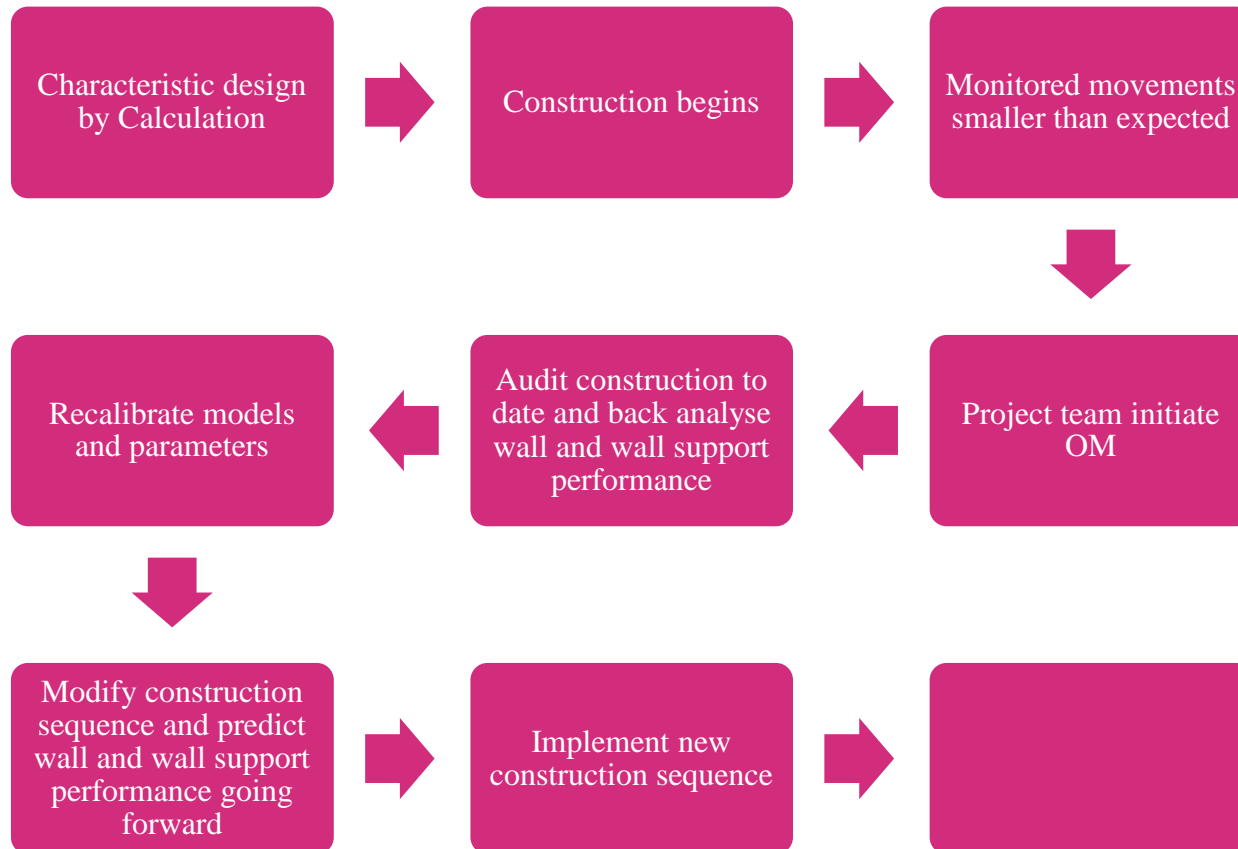 Characteristic design
by Calculation
Construction begins
Monitored movements
smaller than expected
Project team initiate
OM
Audit construction to
date and back analyse
wall and wall support
performance
Recalibrate models
and parameters
Modify construction
sequence and predict
wall and wall support
performance going
forward
Implement new
construction sequence